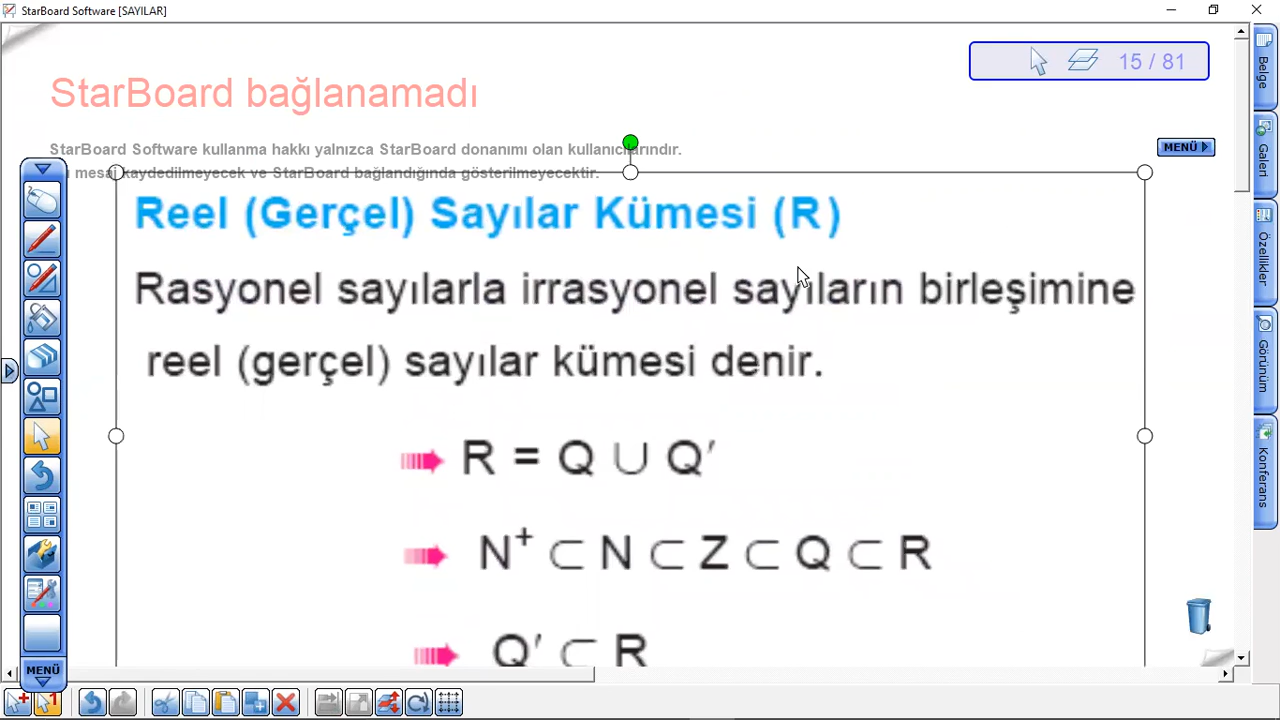 StarBoard Software [SAYILAR]
StarBoard bağlanamadı
15 / 81
StarBoard Software kullanma hakkı yalnızca StarBoard donanımı olan kullanıcılarındır.
mesaj kaydedilmeyecek ve StarBoard bağlandığında gösterilmeyecektir.
MENÜ
Reel (Gerçel) Sayılar Kümesi (R)
Rasyonel sayılarla irrasyonel sayıların birleşimine
reel (gerçel) sayılar kümesi denir.
R = Q ∪ Q′
N⁺ ⊂ N ⊂ Z ⊂ Q ⊂ R
Q′ ⊂ R
MENÜ
Belge
Galeri
Özellikler
Görünüm
Konferans